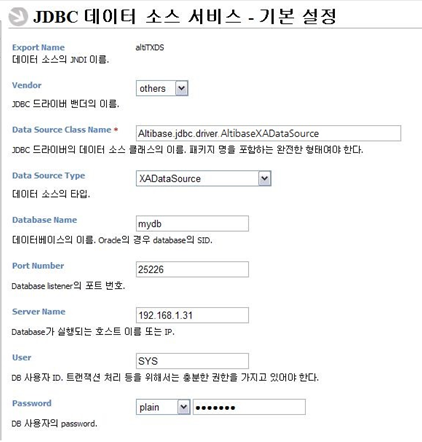 JDBC 데이터 소스 서비스 - 기본 설정
Export Name altiTXDS
데이터 소스의 JNDI 이름.
Vendor others
JDBC 드라이버 밴더의 이름.
Data Source Class Name * Altibase.jdbc.driver.AltibaseXADataSource
JDBC 드라이버의 데이터 소스 클래스의 이름. 패키지 명을 포함하는 완전한 형태여야 한다.
Data Source Type XADataSource
데이터 소스의 타입.
Database Name mydb
데이터베이스의 이름. Oracle의 경우 database의 SID.
Port Number 25226
Database listener의 포트 번호.
Server Name 192.168.1.31
Database가 실행되는 호스트 이름 또는 IP.
User SYS
DB 사용자 ID. 트랜잭션 처리 등을 위해서는 충분한 권한을 가지고 있어야 한다.
Password plain •••••••
DB 사용자의 password.